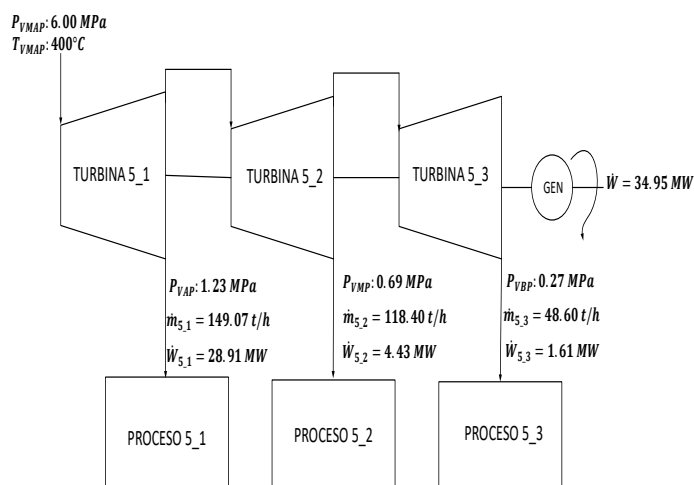 P_VMAP: 6.00 MPa
T_VMAP: 400°C
TURBINA 5_1
TURBINA 5_2
TURBINA 5_3
GEN
Ẇ = 34.95 MW
P_VAP: 1.23 MPa
ṁ_5_1 = 149.07 t/h
Ẇ_5_1 = 28.91 MW
P_VMP: 0.69 MPa
ṁ_5_2 = 118.40 t/h
Ẇ_5_2 = 4.43 MW
P_VBP: 0.27 MPa
ṁ_5_3 = 48.60 t/h
Ẇ_5_3 = 1.61 MW
PROCESO 5_1
PROCESO 5_2
PROCESO 5_3